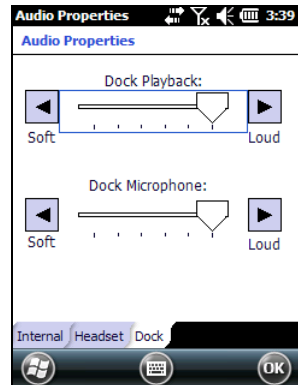 Audio Properties 3:39
Audio Properties
Dock Playback:
Soft Loud
Dock Microphone:
Soft Loud
Internal Headset Dock
OK